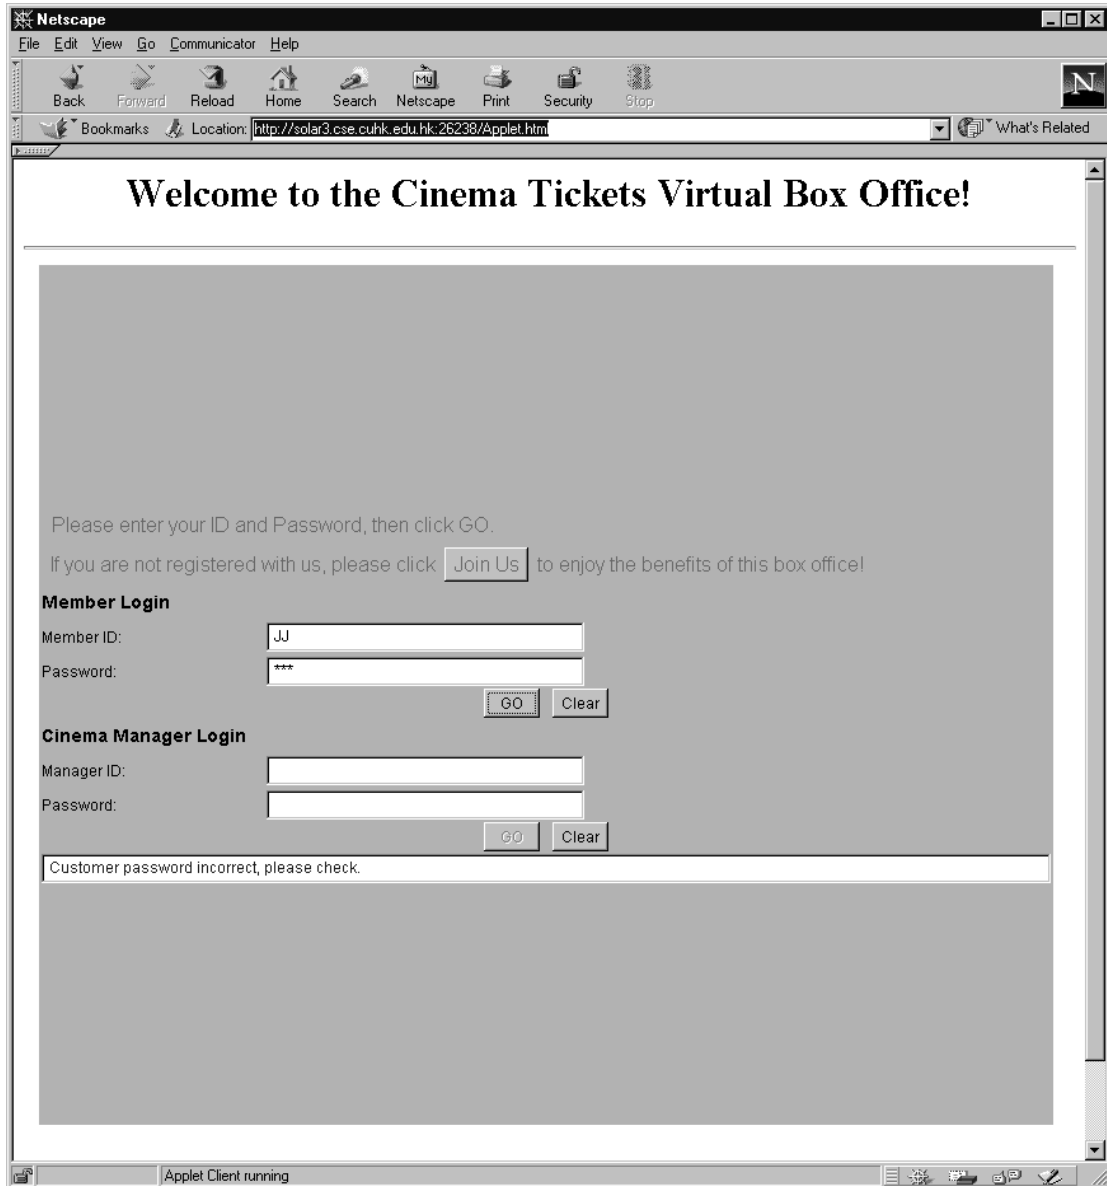 Netscape
File Edit View Go Communicator Help
My
N
Back Forward Reload Home Search Netscape Print Security Stop
Bookmarks Location: http://solar3.cse.cuhk.edu.hk:26238/Applet.html What's Related
Welcome to the Cinema Tickets Virtual Box Office!
Please enter your ID and Password, then click GO.
If you are not registered with us, please click Join Us to enjoy the benefits of this box office!
Member Login
Member ID: JJ
Password: ***
GO Clear
Cinema Manager Login
Manager ID:
Password:
GO Clear
Customer password incorrect, please check.
Applet Client running